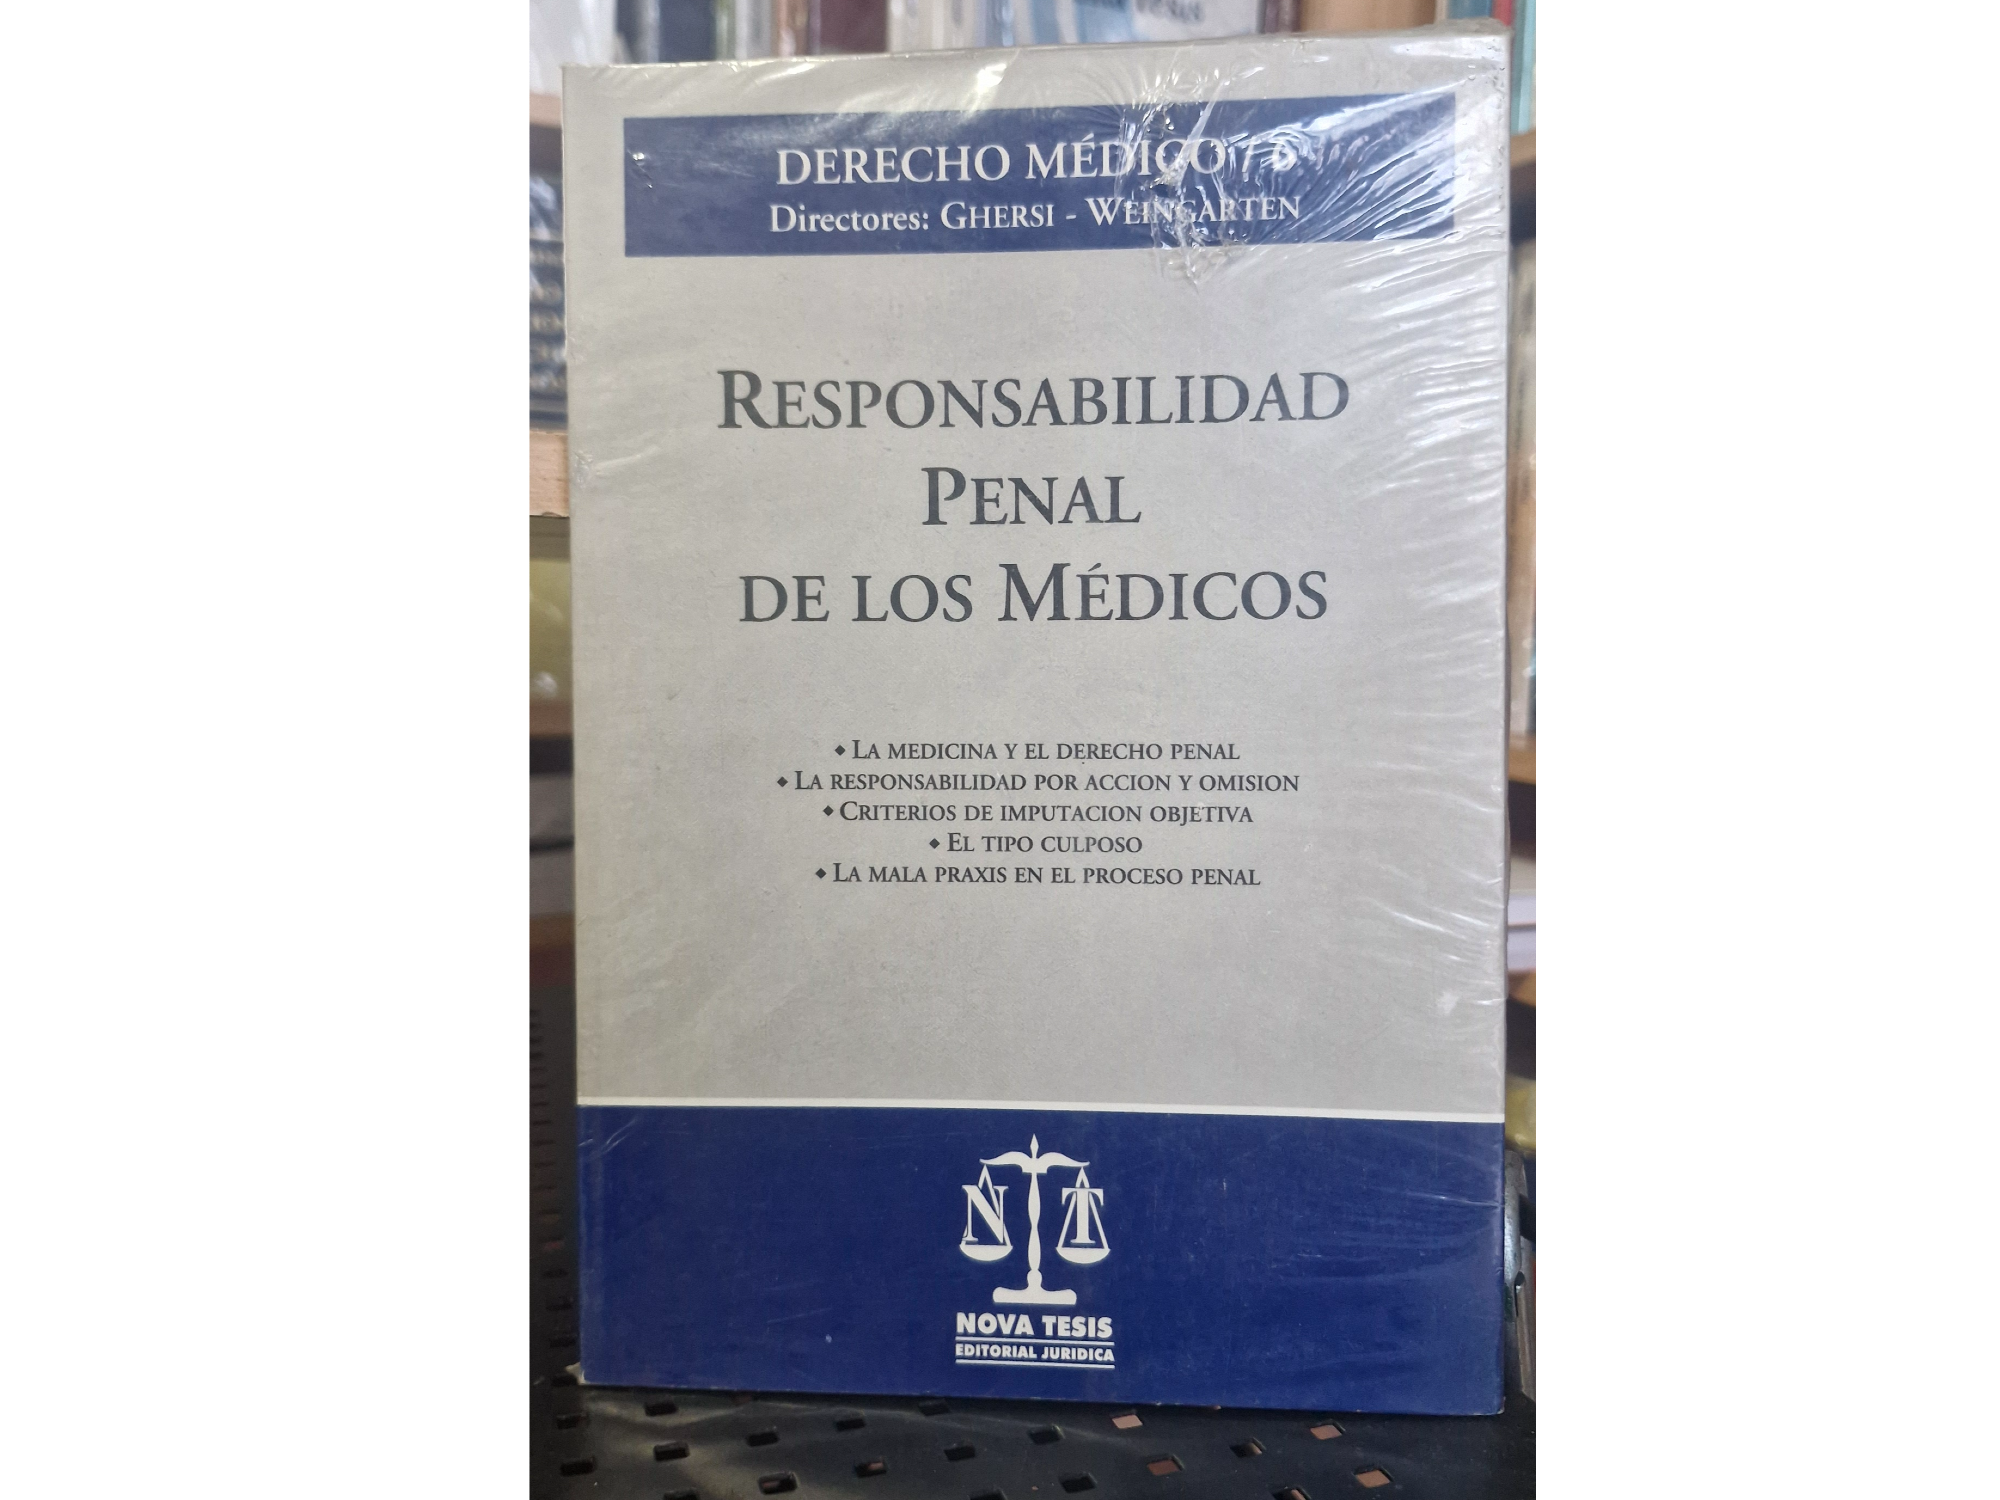 DERECHO MÉDICO / 6
Directores: GHERSI - WEINGARTEN
RESPONSABILIDAD
PENAL
DE LOS MÉDICOS
◆ LA MEDICINA Y EL DERECHO PENAL
◆ LA RESPONSABILIDAD POR ACCION Y OMISION
◆ CRITERIOS DE IMPUTACION OBJETIVA
◆ EL TIPO CULPOSO
◆ LA MALA PRAXIS EN EL PROCESO PENAL
N T
NOVA TESIS
EDITORIAL JURIDICA